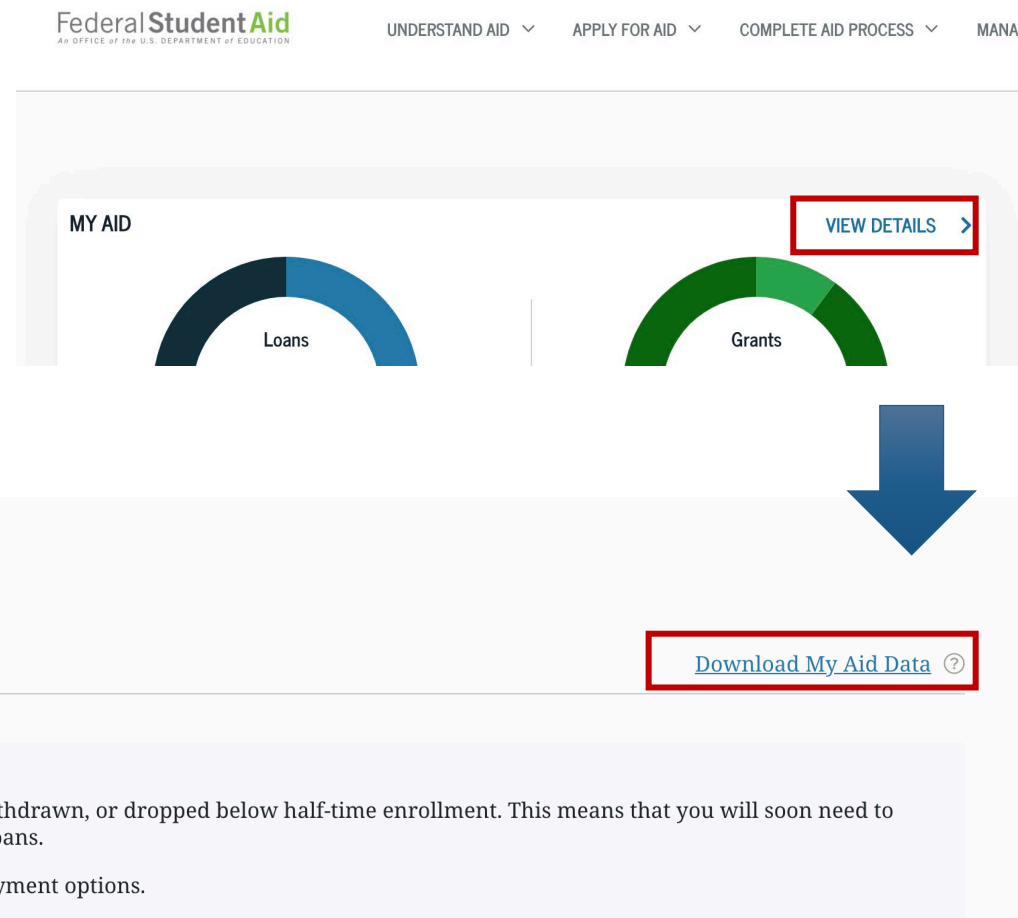 Federal Student Aid
An OFFICE of the U.S. DEPARTMENT of EDUCATION
UNDERSTAND AID
APPLY FOR AID
COMPLETE AID PROCESS
MANA
MY AID
VIEW DETAILS
Loans
Grants
Download My Aid Data ?
thdrawn, or dropped below half-time enrollment. This means that you will soon need to
oans.
yment options.